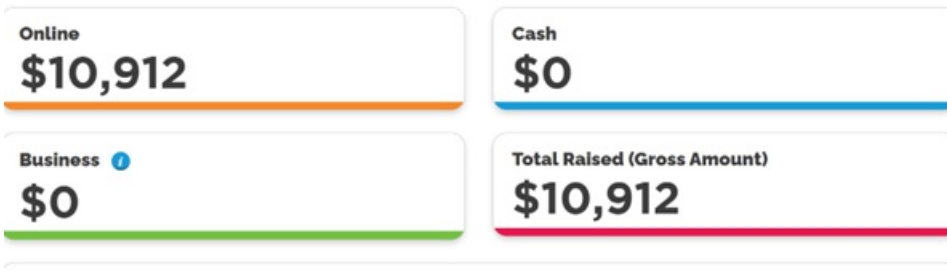 Online
$10,912
Cash
$0
Business
$0
Total Raised (Gross Amount)
$10,912